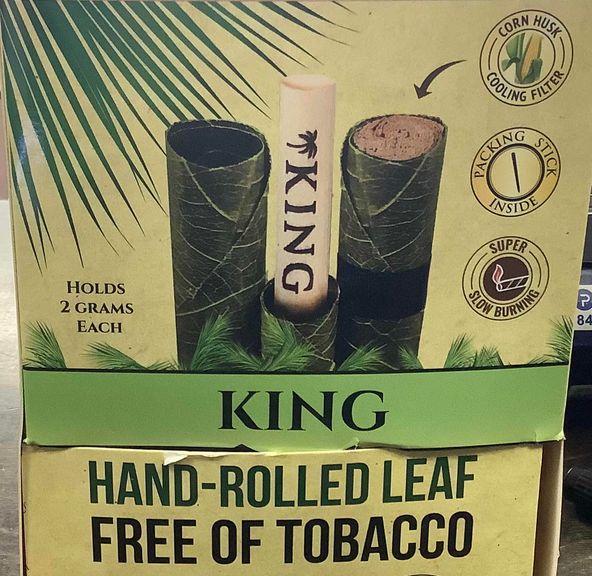 CORN HUSK
COOLING FILTER
KING
PACKING STICK
INSIDE
SUPER
SLOW BURNING
HOLDS
2 GRAMS
EACH
P
84
KING
HAND-ROLLED LEAF
FREE OF TOBACCO